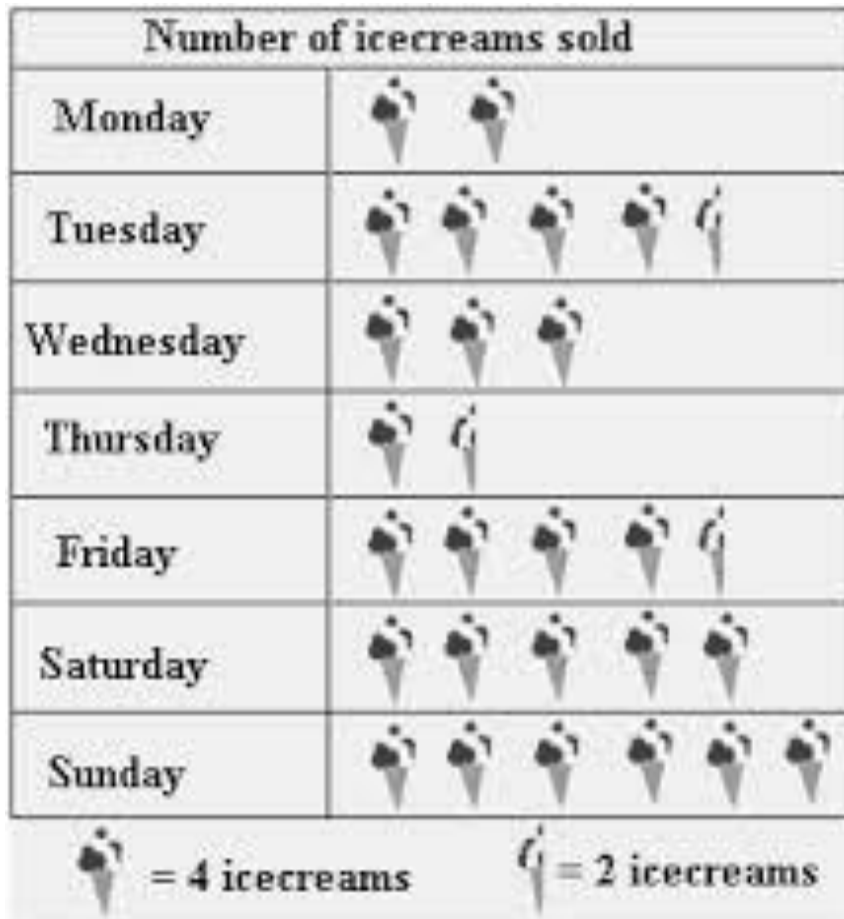 Number of icecreams sold
Monday
Tuesday
Wednesday
Thursday
Friday
Saturday
Sunday
= 4 icecreams = 2 icecreams